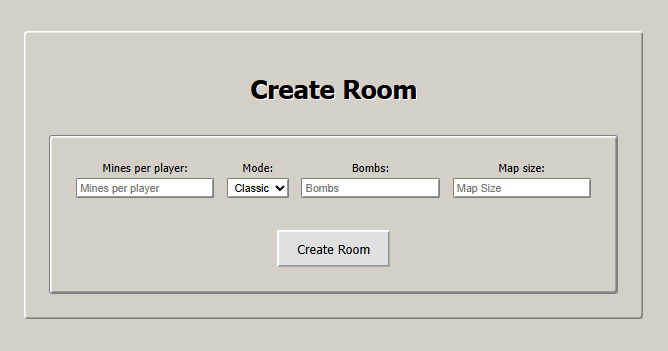 Create Room
Mines per player: Mode: Bombs: Map size:
Mines per player Classic Bombs Map Size
Create Room